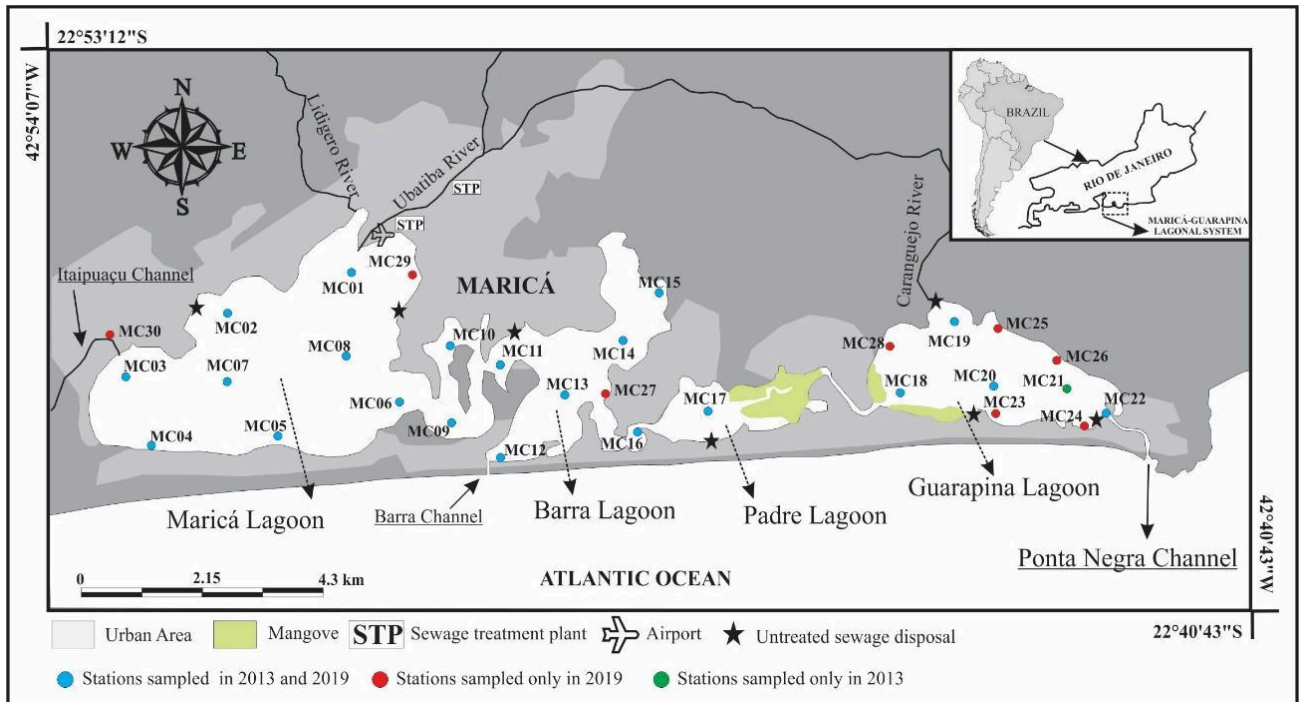 22°53'12"S
42°54'07"W
N
W
E
S
Lidigero River
Ubatiba River
STP
STP
Caranguejo River
BRAZIL
RIO DE JANEIRO
MARICÁ-GUARAPINA
LAGONAL SYSTEM
Itaipuaçu Channel
MARICÁ
MC29
MC01
MC15
MC30
MC02
MC03
MC07
MC08
MC10
MC11
MC14
MC28
MC19
MC25
MC26
MC13
MC27
MC17
MC18
MC20
MC21
MC06
MC23
MC22
MC24
MC04
MC05
MC09
MC12
MC16
Maricá Lagoon
Barra Channel
Barra Lagoon
Padre Lagoon
Guarapina Lagoon
Ponta Negra Channel
0 2.15 4.3 km
ATLANTIC OCEAN
42°40'43"W
22°40'43"S
Urban Area
Mangove
STP Sewage treatment plant
Airport
Untreated sewage disposal
Stations sampled in 2013 and 2019
Stations sampled only in 2019
Stations sampled only in 2013